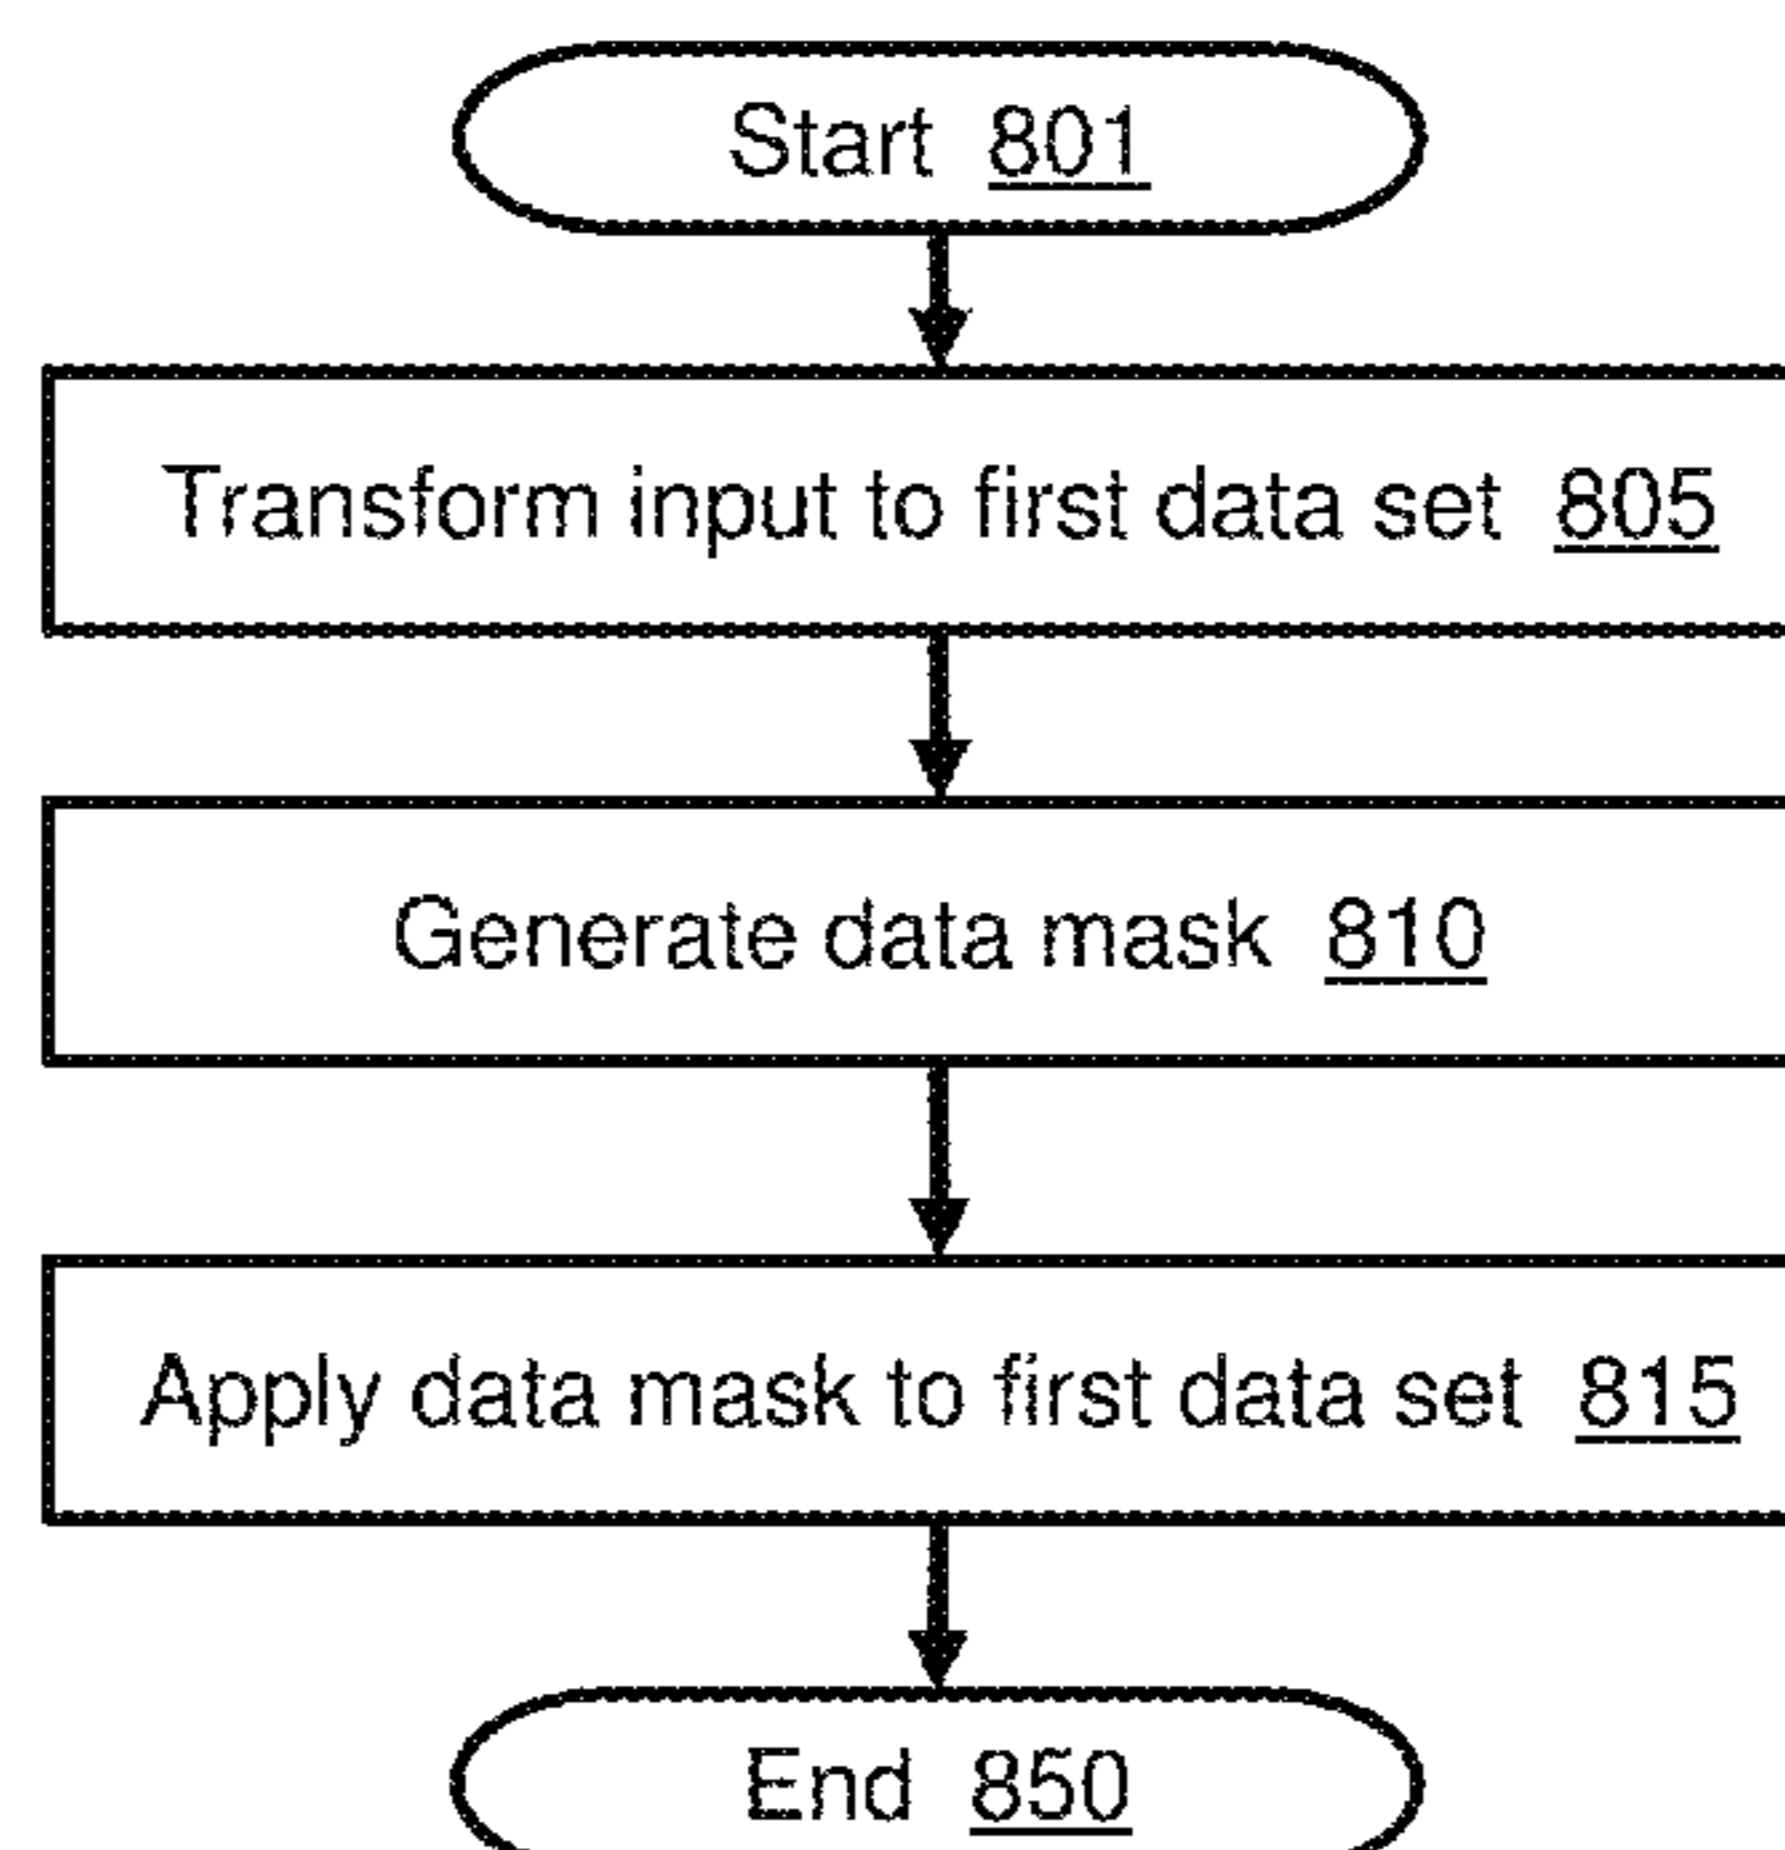 Start 801
Transform input to first data set 805
Generate data mask 810
Apply data mask to first data set 815
End 850